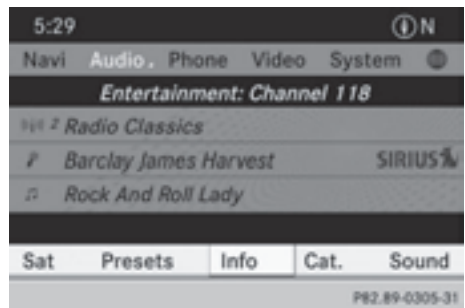 5:29 N
Navi Audio. Phone Video System
Entertainment: Channel 118
2 Radio Classics
Barclay James Harvest SIRIUS
Rock And Roll Lady
Sat Presets Info Cat. Sound
P82.89-0305-31